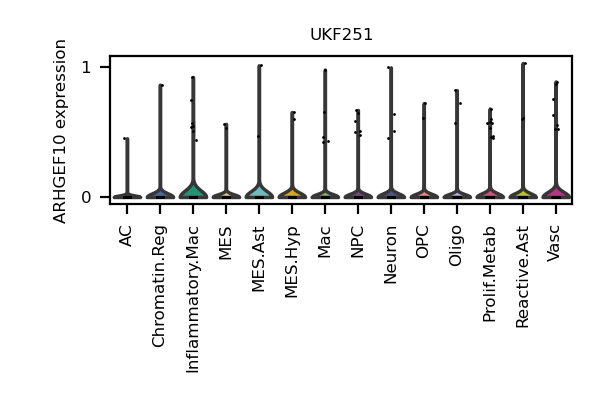 UKF251
ARHGEF10 expression
1
0
AC
Chromatin.Reg
Inflammatory.Mac
MES
MES.Ast
MES.Hyp
Mac
NPC
Neuron
OPC
Oligo
Prolif.Metab
Reactive.Ast
Vasc